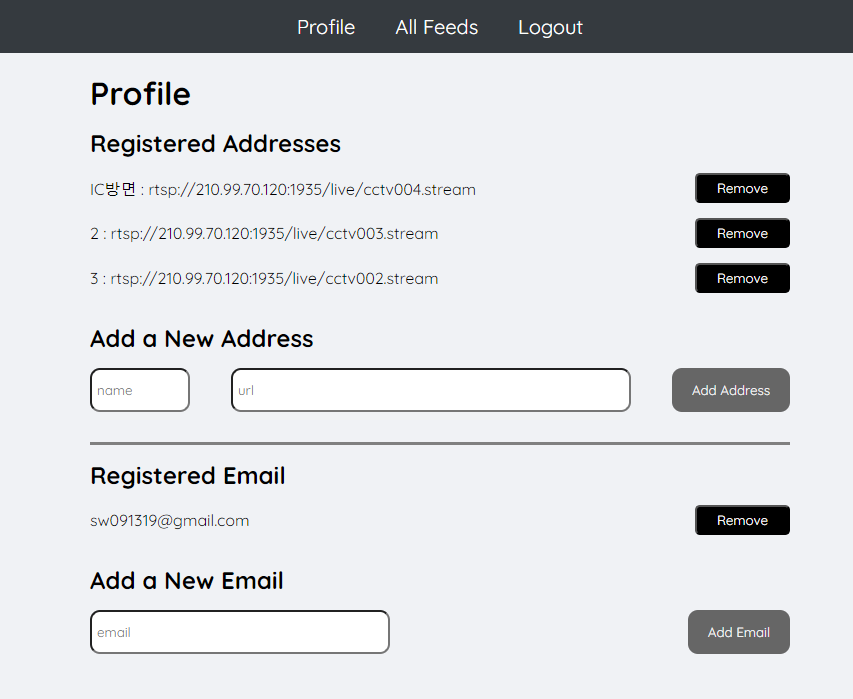 Profile All Feeds Logout
Profile
Registered Addresses
IC방면 : rtsp://210.99.70.120:1935/live/cctv004.stream Remove
2 : rtsp://210.99.70.120:1935/live/cctv003.stream Remove
3 : rtsp://210.99.70.120:1935/live/cctv002.stream Remove
Add a New Address
name url Add Address
Registered Email
sw091319@gmail.com Remove
Add a New Email
email Add Email